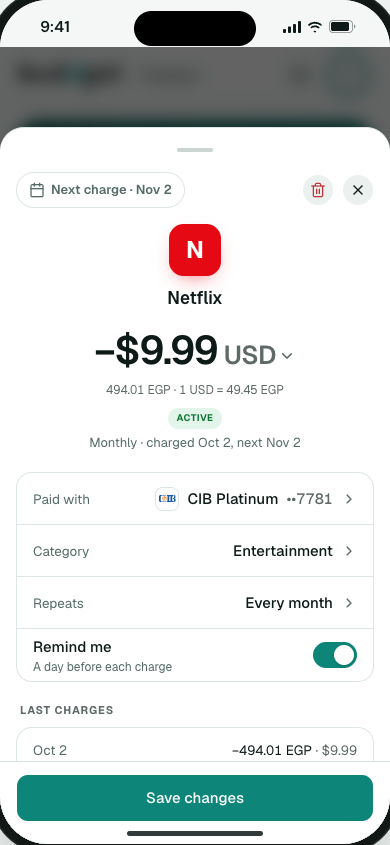 9:41
Next charge · Nov 2
N
Netflix
−$9.99 USD
494.01 EGP · 1 USD = 49.45 EGP
ACTIVE
Monthly · charged Oct 2, next Nov 2
Paid with CIB CIB Platinum ••7781
Category Entertainment
Repeats Every month
Remind me
A day before each charge
LAST CHARGES
Oct 2 −494.01 EGP · $9.99
Save changes